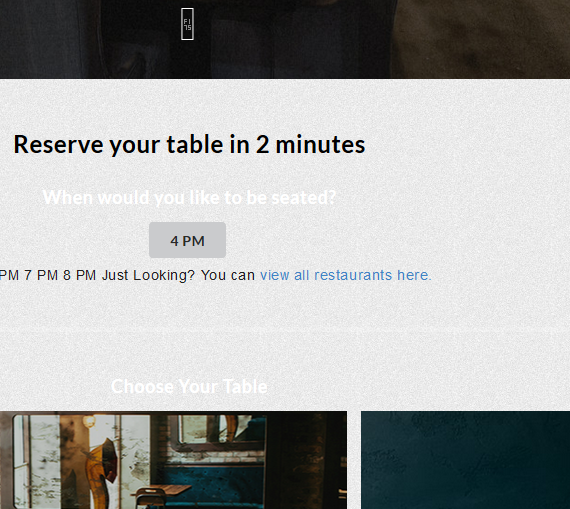 Reserve your table in 2 minutes
When would you like to be seated?
4 PM
PM 7 PM 8 PM Just Looking? You can view all restaurants here.
Choose Your Table